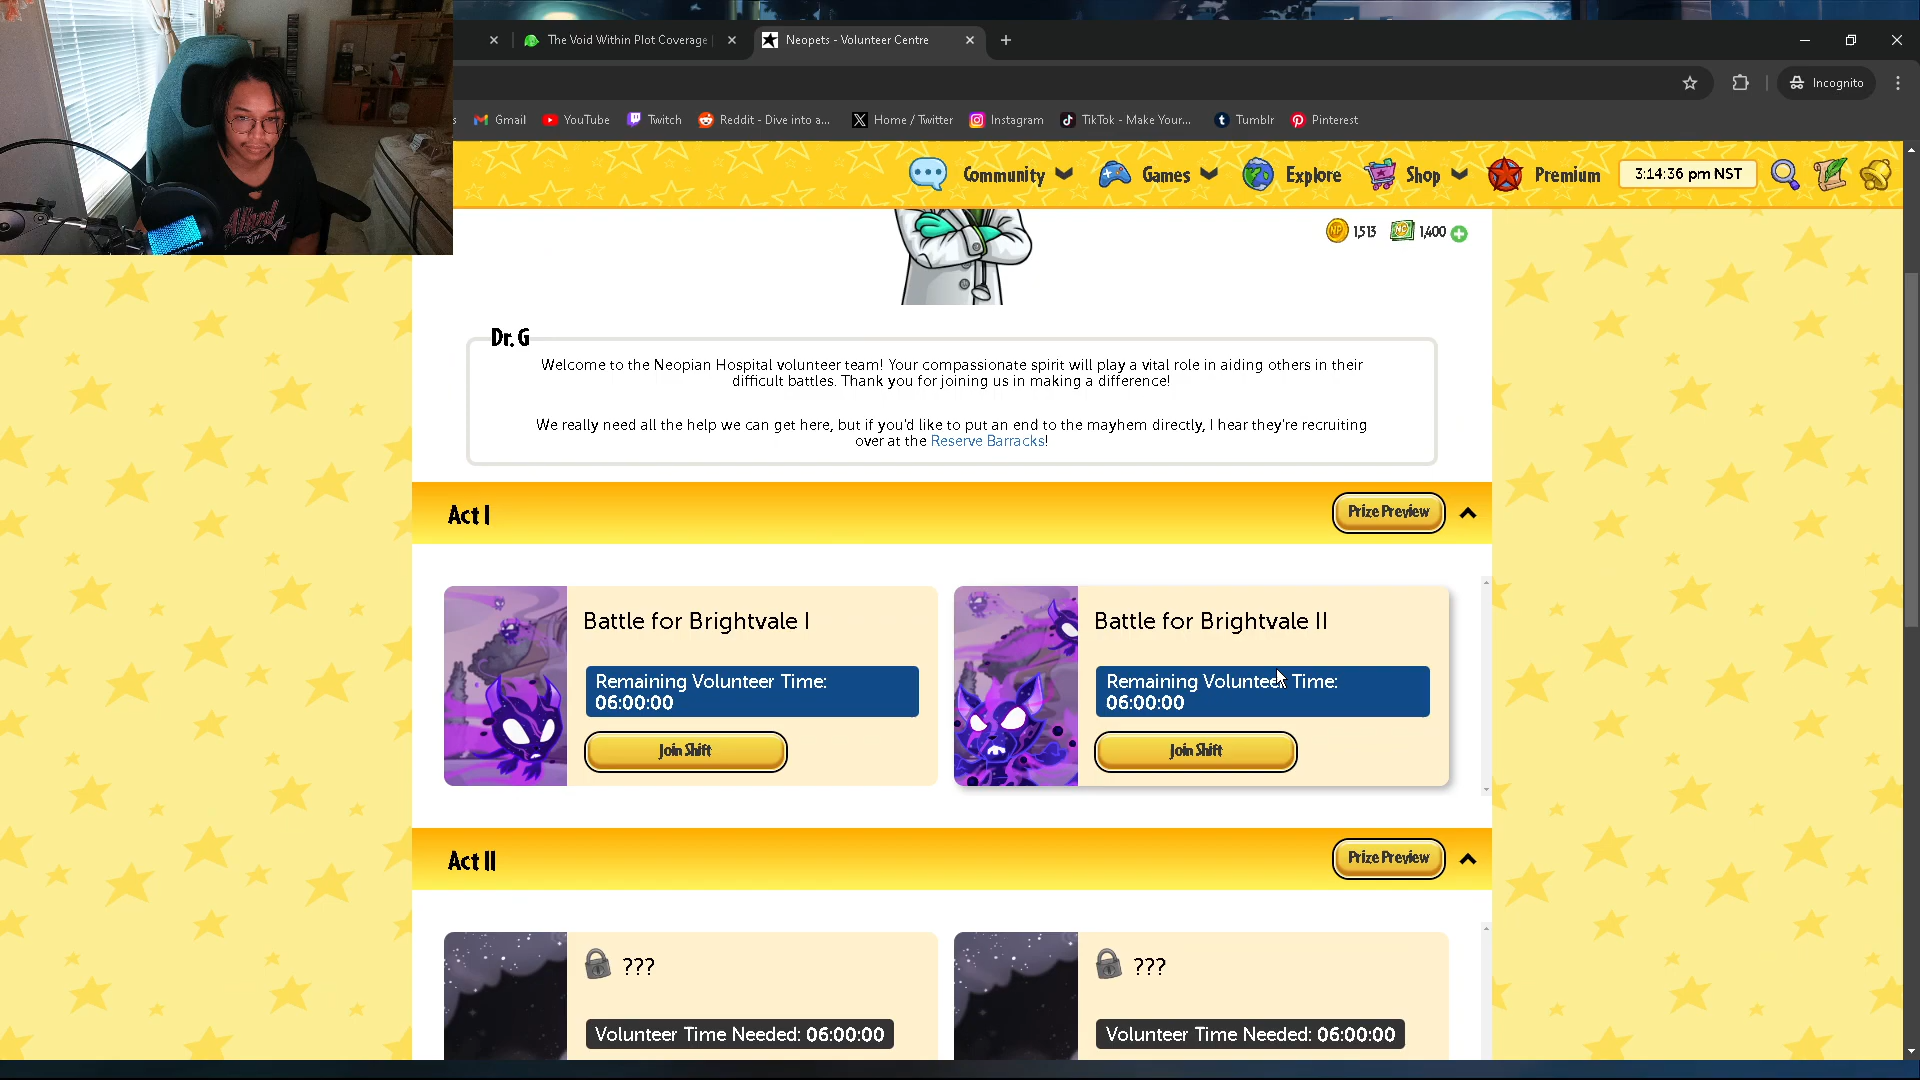 The Void Within Plot Coverage
Neopets - Volunteer Centre
Incognito
s
Gmail
YouTube
Twitch
Reddit - Dive into a...
Home / Twitter
Instagram
TikTok - Make Your...
Tumblr
Pinterest
Community
Games
Explore
Shop
Premium
3:14:36 pm NST
NP 1,513
NC 1,400
Dr. G
Welcome to the Neopian Hospital volunteer team! Your compassionate spirit will play a vital role in aiding others in their
difficult battles. Thank you for joining us in making a difference!
We really need all the help we can get here, but if you'd like to put an end to the mayhem directly, I hear they're recruiting
over at the Reserve Barracks!
Act I
Prize Preview
Battle for Brightvale I
Remaining Volunteer Time:
06:00:00
Join Shift
Battle for Brightvale II
Remaining Volunteer Time:
06:00:00
Join Shift
Act II
Prize Preview
???
Volunteer Time Needed: 06:00:00
???
Volunteer Time Needed: 06:00:00